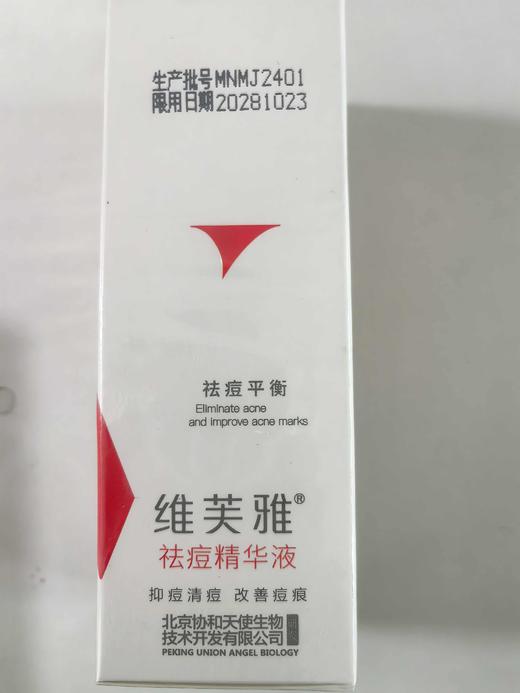 生产批号MNMJ2401
限用日期20281023
祛痘平衡
Eliminate acne
and improve acne marks
维芙雅®
祛痘精华液
抑痘清痘 改善痘痕
北京协和天使生物
技术开发有限公司
PEKING UNION ANGEL BIOLOGY